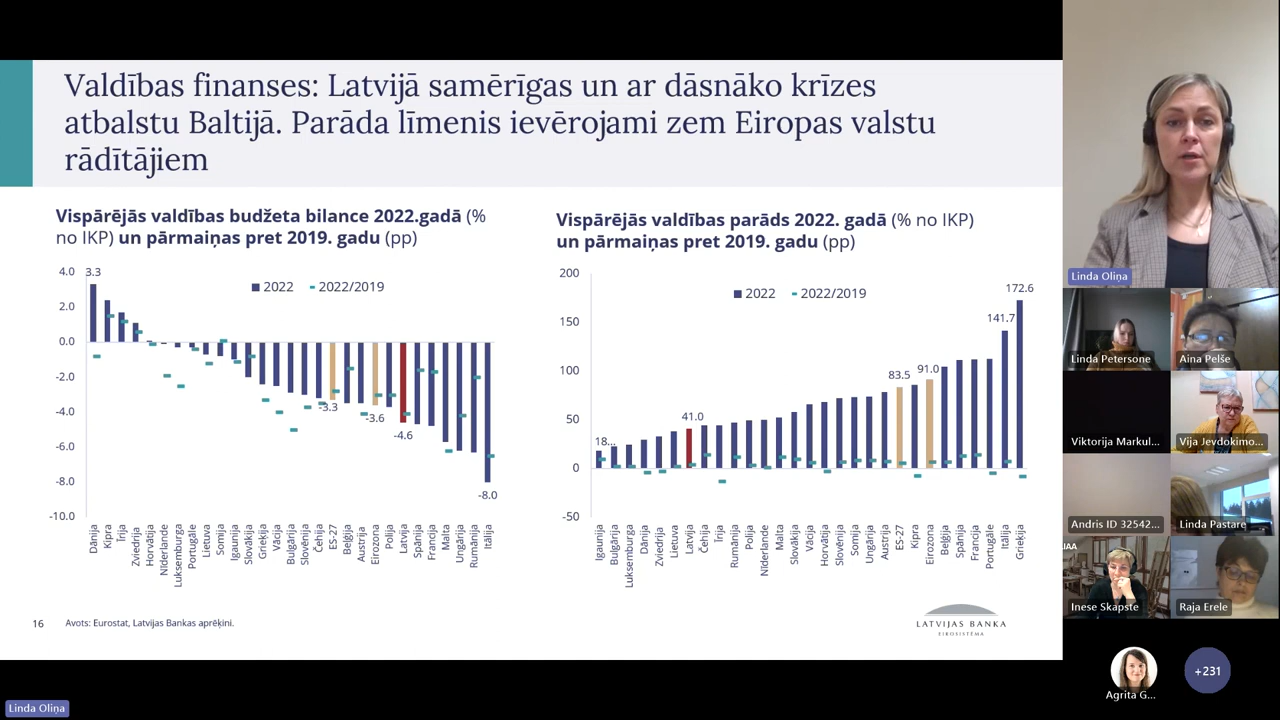 Valdības finanses: Latvijā samērīgas un ar dāsnāko krīzes
atbalstu Baltijā. Parāda līmenis ievērojami zem Eiropas valstu
rādītājiem
Vispārējās valdības budžeta bilance 2022.gadā (%
no IKP) un pārmaiņas pret 2019. gadu (pp)
4.0
2.0
0.0
-2.0
-4.0
-6.0
-8.0
-10.0
3.3
2022
2022/2019
-3.3
-3.6
-4.6
-8.0
Dānija
Kipra
Īrija
Zviedrija
Horvātija
Nīderlande
Luksemburga
Portugāle
Lietuva
Somija
Igaunija
Slovākija
Grieķija
Vācija
Bulgārija
Slovēnija
Čehija
ES-27
Beļģija
Austrija
Eirozona
Polija
Latvija
Spānija
Francija
Malta
Ungārija
Rumānija
Itālija
Vispārējās valdības parāds 2022. gadā (% no IKP)
un pārmaiņas pret 2019. gadu (pp)
200
150
100
50
0
-50
2022
2022/2019
18...
41.0
83.5
91.0
141.7
172.6
Igaunija
Bulgārija
Luksemburga
Dānija
Zviedrija
Lietuva
Latvija
Čehija
Īrija
Rumānija
Polija
Nīderlande
Malta
Slovākija
Vācija
Horvātija
Slovēnija
Somija
Ungārija
Austrija
ES-27
Kipra
Eirozona
Beļģija
Spānija
Francija
Portugāle
Itālija
Grieķija
16
Avots: Eurostat, Latvijas Bankas aprēķini.
LATVIJAS BANKA
EIROSISTĒMA
Linda Oliņa
Linda Oliņa
Linda Petersone
Aina Pelše
Viktorija Markul...
Vija Jevdokimo...
Andris ID 32542...
Linda Pastare
JAA
Inese Skapste
Raja Erele
Agrita G...
+231